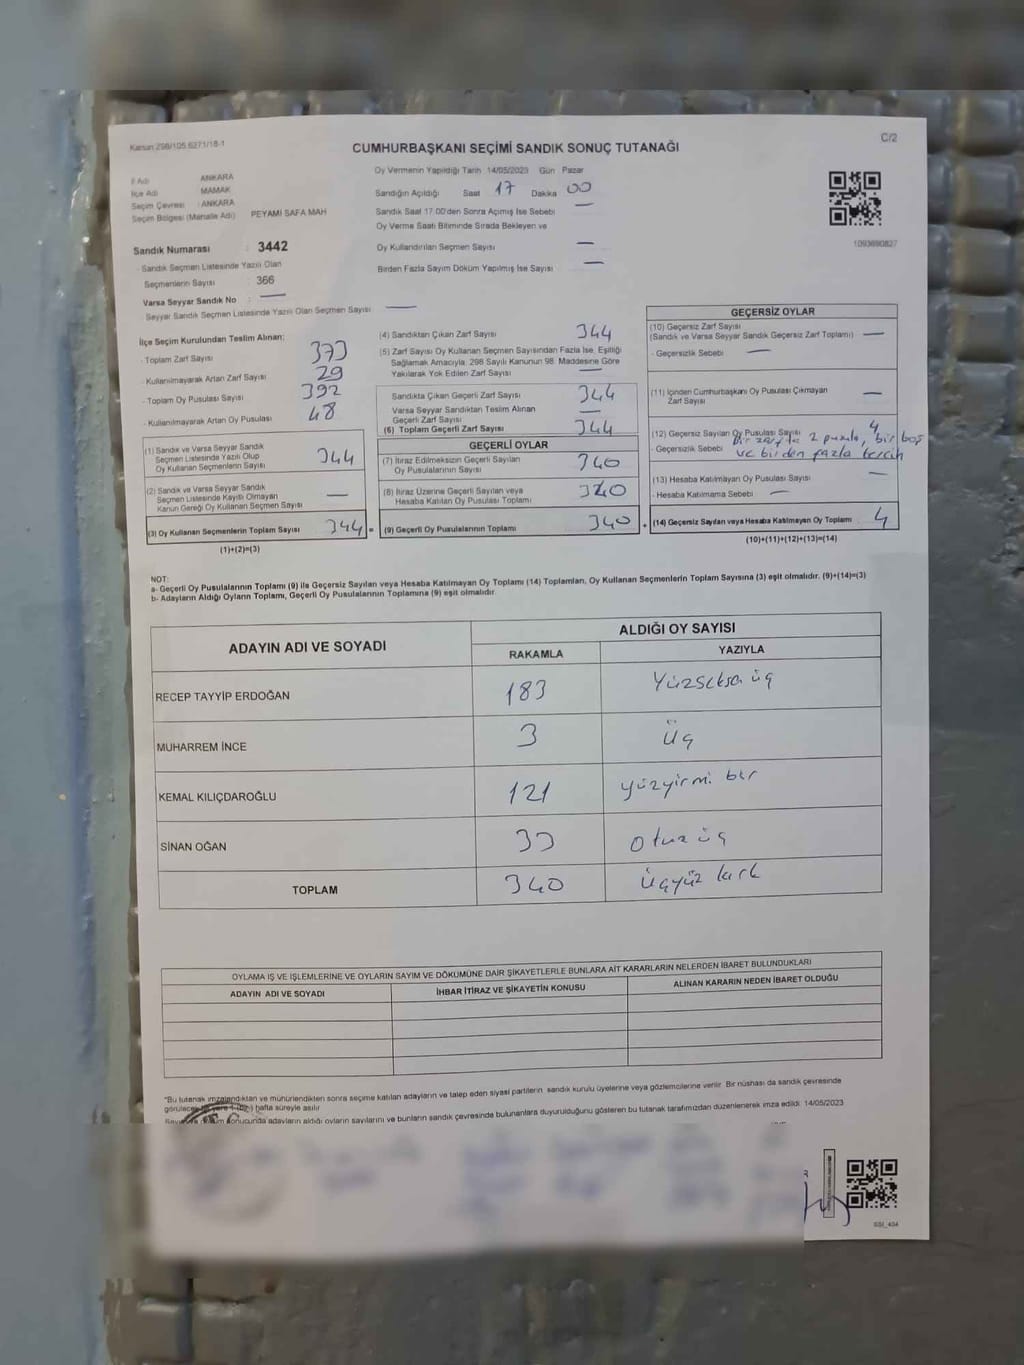 Kanun 298/105 6271/18-1
C/2
CUMHURBAŞKANI SEÇİMİ SANDIK SONUÇ TUTANAĞI
İl Adı ANKARA
İlçe Adı MAMAK
Seçim Çevresi : ANKARA
Seçim Bölgesi (Mahalle Adı) PEYAMİ SAFA MAH
Sandık Numarası : 3442
- Sandık Seçmen Listesinde Yazılı Olan
Seçmenlerin Sayısı : 366
Varsa Seyyar Sandık No : —
- Seyyar Sandık Seçmen Listesinde Yazılı Olan Seçmen Sayısı : —
Oy Vermenin Yapıldığı Tarih 14/05/2023 Gün Pazar
Sandığın Açıldığı Saat 17 Dakika 00
Sandık Saat 17 00'den Sonra Açılmış İse Sebebi —
Oy Verme Saati Bitiminde Sırada Bekleyen ve
Oy Kullandırılan Seçmen Sayısı —
Birden Fazla Sayım Döküm Yapılmış İse Sayısı —
1093690827
İlçe Seçim Kurulundan Teslim Alınan;
- Toplam Zarf Sayısı 373
- Kullanılmayarak Artan Zarf Sayısı 29
- Toplam Oy Pusulası Sayısı 392
- Kullanılmayarak Artan Oy Pusulası 48
(1) Sandık ve Varsa Seyyar Sandık
Seçmen Listesinde Yazılı Olup
Oy Kullanan Seçmenlerin Sayısı 344
(2) Sandık ve Varsa Seyyar Sandık
Seçmen Listesinde Kaydı Olmayan
Kanun Gereği Oy Kullanan Seçmen Sayısı —
(3) Oy Kullanan Seçmenlerin Toplam Sayısı 344 =
(1)+(2)=(3)
(4) Sandıktan Çıkan Zarf Sayısı 344
(5) Zarf Sayısı Oy Kullanan Seçmen Sayısından Fazla İse, Eşitliği
Sağlamak Amacıyla, 298 Sayılı Kanunun 98. Maddesine Göre
Yakılarak Yok Edilen Zarf Sayısı —
Sandıkta Çıkan Geçerli Zarf Sayısı 344
Varsa Seyyar Sandıktan Teslim Alınan
Geçerli Zarf Sayısı —
(6) Toplam Geçerli Zarf Sayısı 344
GEÇERLİ OYLAR
(7) İtiraz Edilmeksizin Geçerli Sayılan
Oy Pusulalarının Sayısı 340
(8) İtiraz Üzerine Geçerli Sayılan veya
Hesaba Katılan Oy Pusulası Toplamı 340
(9) Geçerli Oy Pusulalarının Toplamı 340 +
GEÇERSİZ OYLAR
(10) Geçersiz Zarf Sayısı
(Sandık ve Varsa Seyyar Sandık Geçersiz Zarf Toplamı) —
- Geçersizlik Sebebi —
(11) İçinden Cumhurbaşkanı Oy Pusulası Çıkmayan
Zarf Sayısı —
(12) Geçersiz Sayılan Oy Pusulası Sayısı 4
- Geçersizlik Sebebi Bir zarfta 2 pusula, bir boş
ve birden fazla tercih
(13) Hesaba Katılmayan Oy Pusulası Sayısı —
- Hesaba Katılmama Sebebi —
(14) Geçersiz Sayılan veya Hesaba Katılmayan Oy Toplamı 4
(10)+(11)+(12)+(13)=(14)
NOT:
a- Geçerli Oy Pusulalarının Toplamı (9) ile Geçersiz Sayılan veya Hesaba Katılmayan Oy Toplamı (14) Toplamları, Oy Kullanan Seçmenlerin Toplam Sayısına (3) eşit olmalıdır. (9)+(14)=(3)
b- Adayların Aldığı Oyların Toplamı, Geçerli Oy Pusulalarının Toplamına (9) eşit olmalıdır
ADAYIN ADI VE SOYADI ALDIĞI OY SAYISI
RAKAMLA YAZIYLA
RECEP TAYYİP ERDOĞAN 183 Yüzseksen üç
MUHARREM İNCE 3 üç
KEMAL KILIÇDAROĞLU 121 yüzyirmi bir
SİNAN OĞAN 33 otuz üç
TOPLAM 340 üçyüz kırk
OYLAMA İŞ VE İŞLEMLERİNE VE OYLARIN SAYIM VE DÖKÜMÜNE DAİR ŞİKAYETLERLE BUNLARA AİT KARARLARIN NELERDEN İBARET BULUNDUKLARI
ADAYIN ADI VE SOYADI İHBAR İTİRAZ VE ŞİKAYETİN KONUSU ALINAN KARARIN NEDEN İBARET OLDUĞU
*Bu tutanak imzalandıktan ve mühürlendikten sonra seçime katılan adayların ve talep eden siyasi partilerin sandık kurulu üyelerine veya gözlemcilerine verilir. Bir nüshası da sandık çevresinde
hafta süreyle asılır
sonucunda adayların aldığı oyların sayılarını ve bunların sandık çevresinde bulunanlara duyurulduğunu gösteren bu tutanak tarafımızdan düzenlenerek imza edildi. 14/05/2023